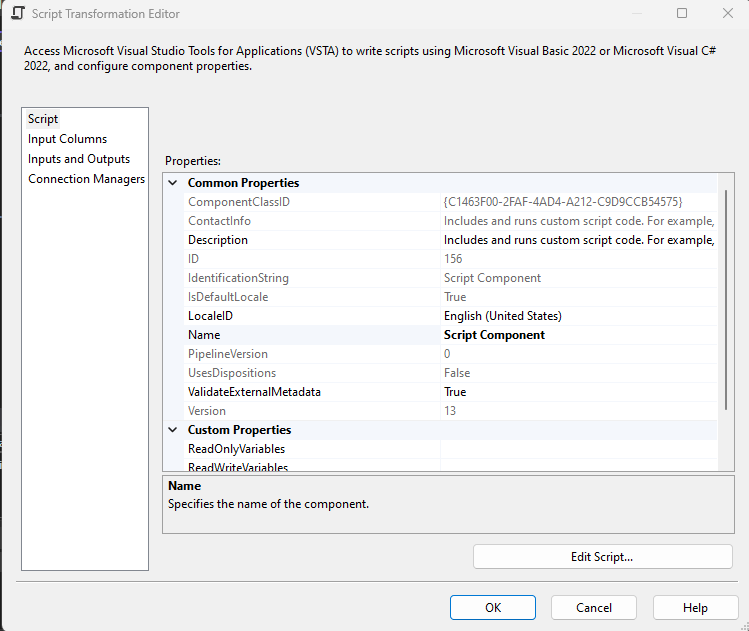 Script Transformation Editor
Access Microsoft Visual Studio Tools for Applications (VSTA) to write scripts using Microsoft Visual Basic 2022 or Microsoft Visual C#
2022, and configure component properties.
Script
Input Columns
Inputs and Outputs
Connection Managers
Properties:
Common Properties
ComponentClassID {C1463F00-2FAF-4AD4-A212-C9D9CCB54575}
ContactInfo Includes and runs custom script code. For example,
Description Includes and runs custom script code. For example,
ID 156
IdentificationString Script Component
IsDefaultLocale True
LocaleID English (United States)
Name Script Component
PipelineVersion 0
UsesDispositions False
ValidateExternalMetadata True
Version 13
Custom Properties
ReadOnlyVariables
ReadWriteVariables
Name
Specifies the name of the component.
Edit Script...
OK Cancel Help